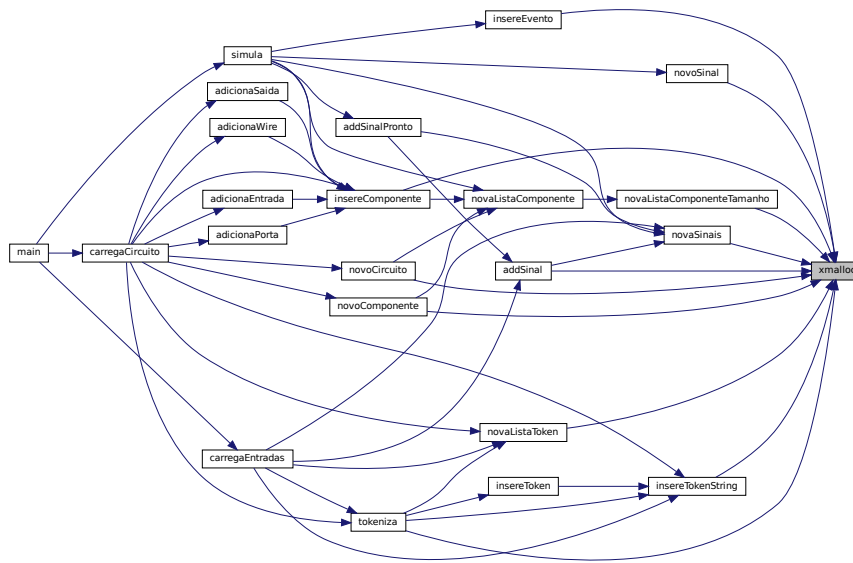 insereEvento
simula
novoSinal
adicionaSaida
adicionaWire
addSinalPronto
adicionaEntrada
insereComponente
novaListaComponente
novaListaComponenteTamanho
adicionaPorta
novaSinais
main
carregaCircuito
novoCircuito
addSinal
xmalloc
novoComponente
novaListaToken
carregaEntradas
insereToken
insereTokenString
tokeniza